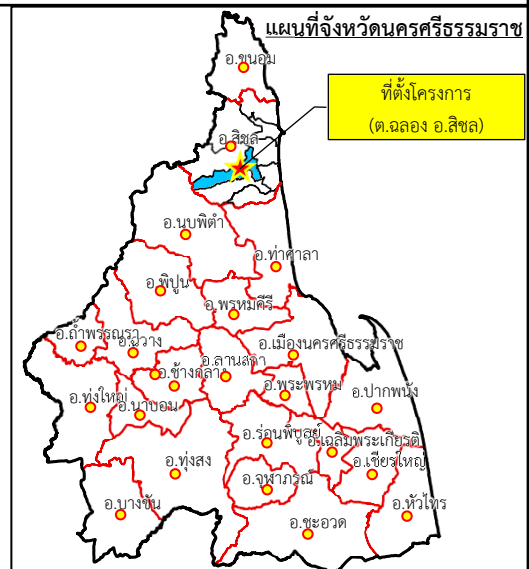 แผนที่จังหวัดนครศรีธรรมราช
อ.ขนอม
ที่ตั้งโครงการ
(ต.ฉลอง อ.สิชล)
อ.สิชล
อ.นบพิตำ
อ.ท่าศาลา
อ.พิปูน
อ.พรหมคีรี
อ.ถ้ำพรรณรา
อ.ฉวาง
อ.เมืองนครศรีธรรมราช
อ.ลานสกา
อ.ช้างกลาง
อ.พระพรหม
อ.ทุ่งใหญ่
อ.นาบอน
อ.ปากพนัง
อ.ร่อนพิบูลย์
อ.เฉลิมพระเกียรติ
อ.ทุ่งสง
อ.เชียรใหญ่
อ.จุฬาภรณ์
อ.บางขัน
อ.หัวไทร
อ.ชะอวด